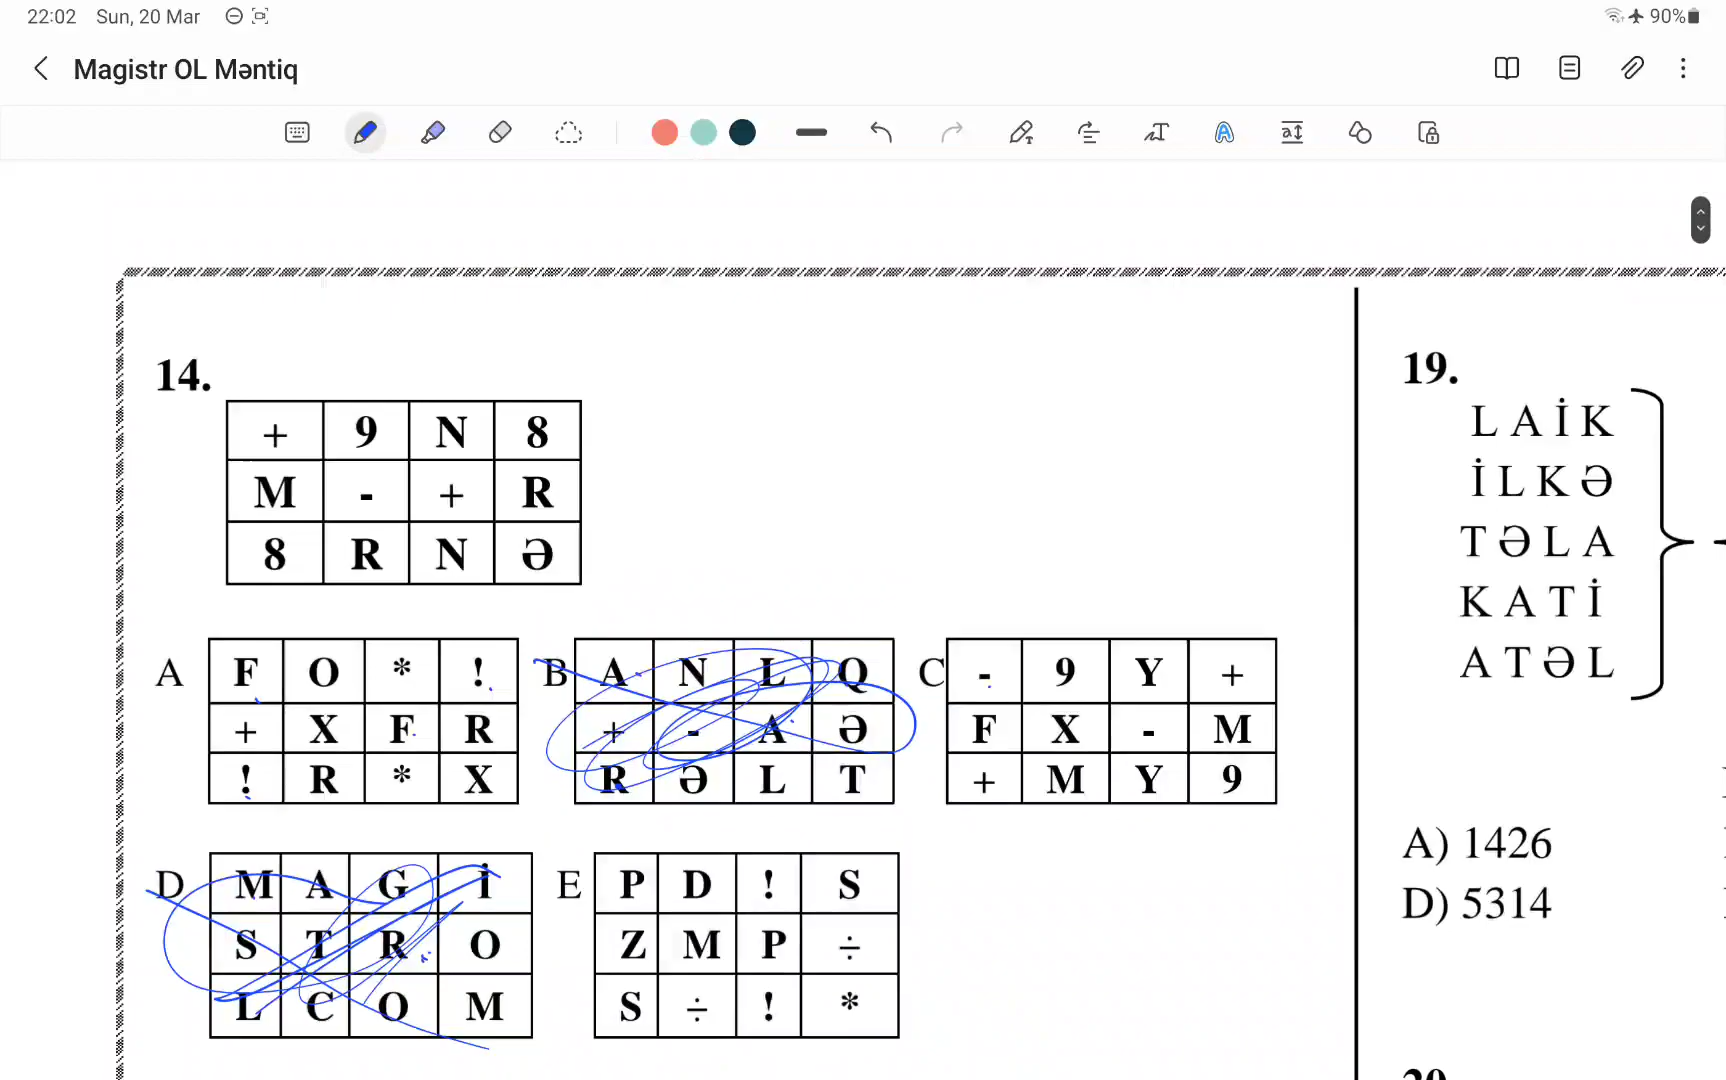 22:02 Sun, 20 Mar 90%
Magistr OL Məntiq
14.
+ 9 N 8
M - + R
8 R N Ə
A
F O * !
+ X F R
! R * X
B
A N L Q
+ - A Ə
R Ə L T
C
- 9 Y +
F X - M
+ M Y 9
D
M A G İ
S T R O
L C O M
E
P D ! S
Z M P ÷
S ÷ ! *
19.
L A İ K
İ L K Ə
T Ə L A
K A T İ
A T Ə L
A) 1426
D) 5314